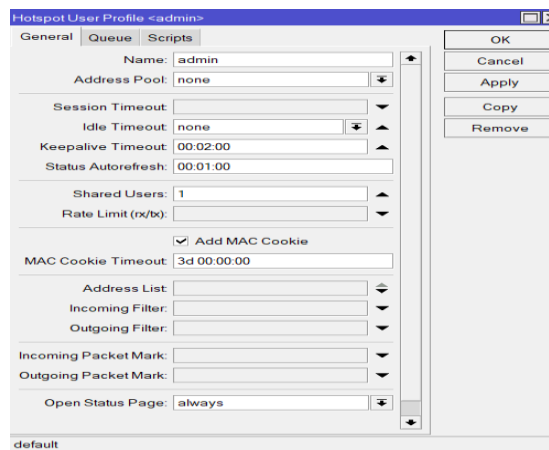 Hotspot User Profile <admin>
General Queue Scripts
Name: admin
Address Pool: none
Session Timeout:
Idle Timeout: none
Keepalive Timeout: 00:02:00
Status Autorefresh: 00:01:00
Shared Users: 1
Rate Limit (rx/tx):
Add MAC Cookie
MAC Cookie Timeout: 3d 00:00:00
Address List:
Incoming Filter:
Outgoing Filter:
Incoming Packet Mark:
Outgoing Packet Mark:
Open Status Page: always
OK
Cancel
Apply
Copy
Remove
default